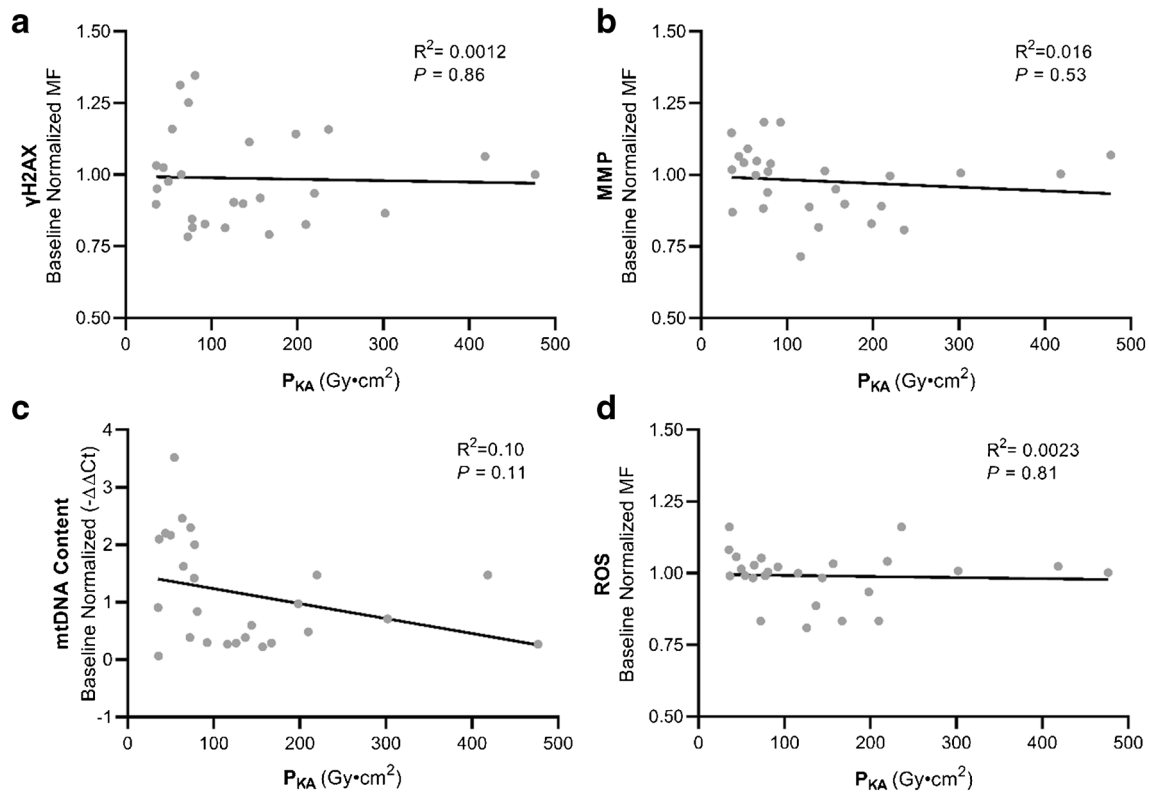 a
1.50
1.25
1.00
0.75
0.50
γH2AX
Baseline Normalized MF
R²= 0.0012
P = 0.86
0 100 200 300 400 500
PKA (Gy•cm²)
b
1.50
1.25
1.00
0.75
0.50
MMP
Baseline Normalized MF
R²=0.016
P = 0.53
0 100 200 300 400 500
PKA (Gy•cm²)
c
4
3
2
1
0
-1
mtDNA Content
Baseline Normalized (-ΔΔCt)
R²=0.10
P = 0.11
0 100 200 300 400 500
PKA (Gy•cm²)
d
1.50
1.25
1.00
0.75
0.50
ROS
Baseline Normalized MF
R²= 0.0023
P = 0.81
0 100 200 300 400 500
PKA (Gy•cm²)